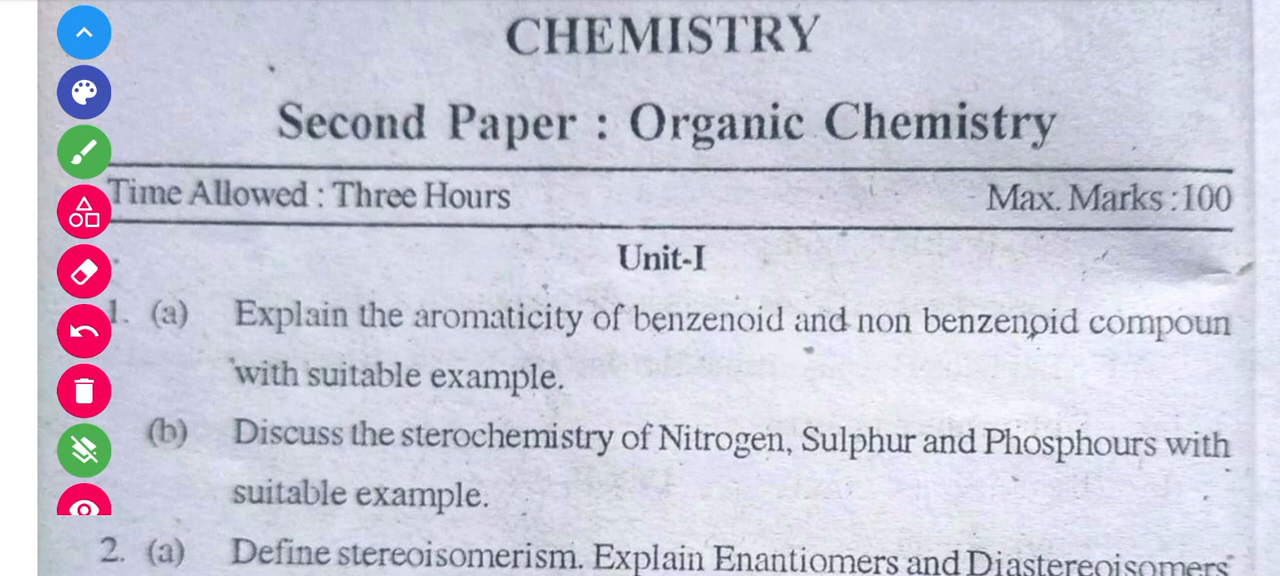 CHEMISTRY
Second Paper : Organic Chemistry
Time Allowed : Three Hours Max. Marks :100
Unit-I
1. (a) Explain the aromaticity of benzenoid and non benzenoid compoun
with suitable example.
(b) Discuss the sterochemistry of Nitrogen, Sulphur and Phosphours with
suitable example.
2. (a) Define stereoisomerism. Explain Enantiomers and Diastereoisomers